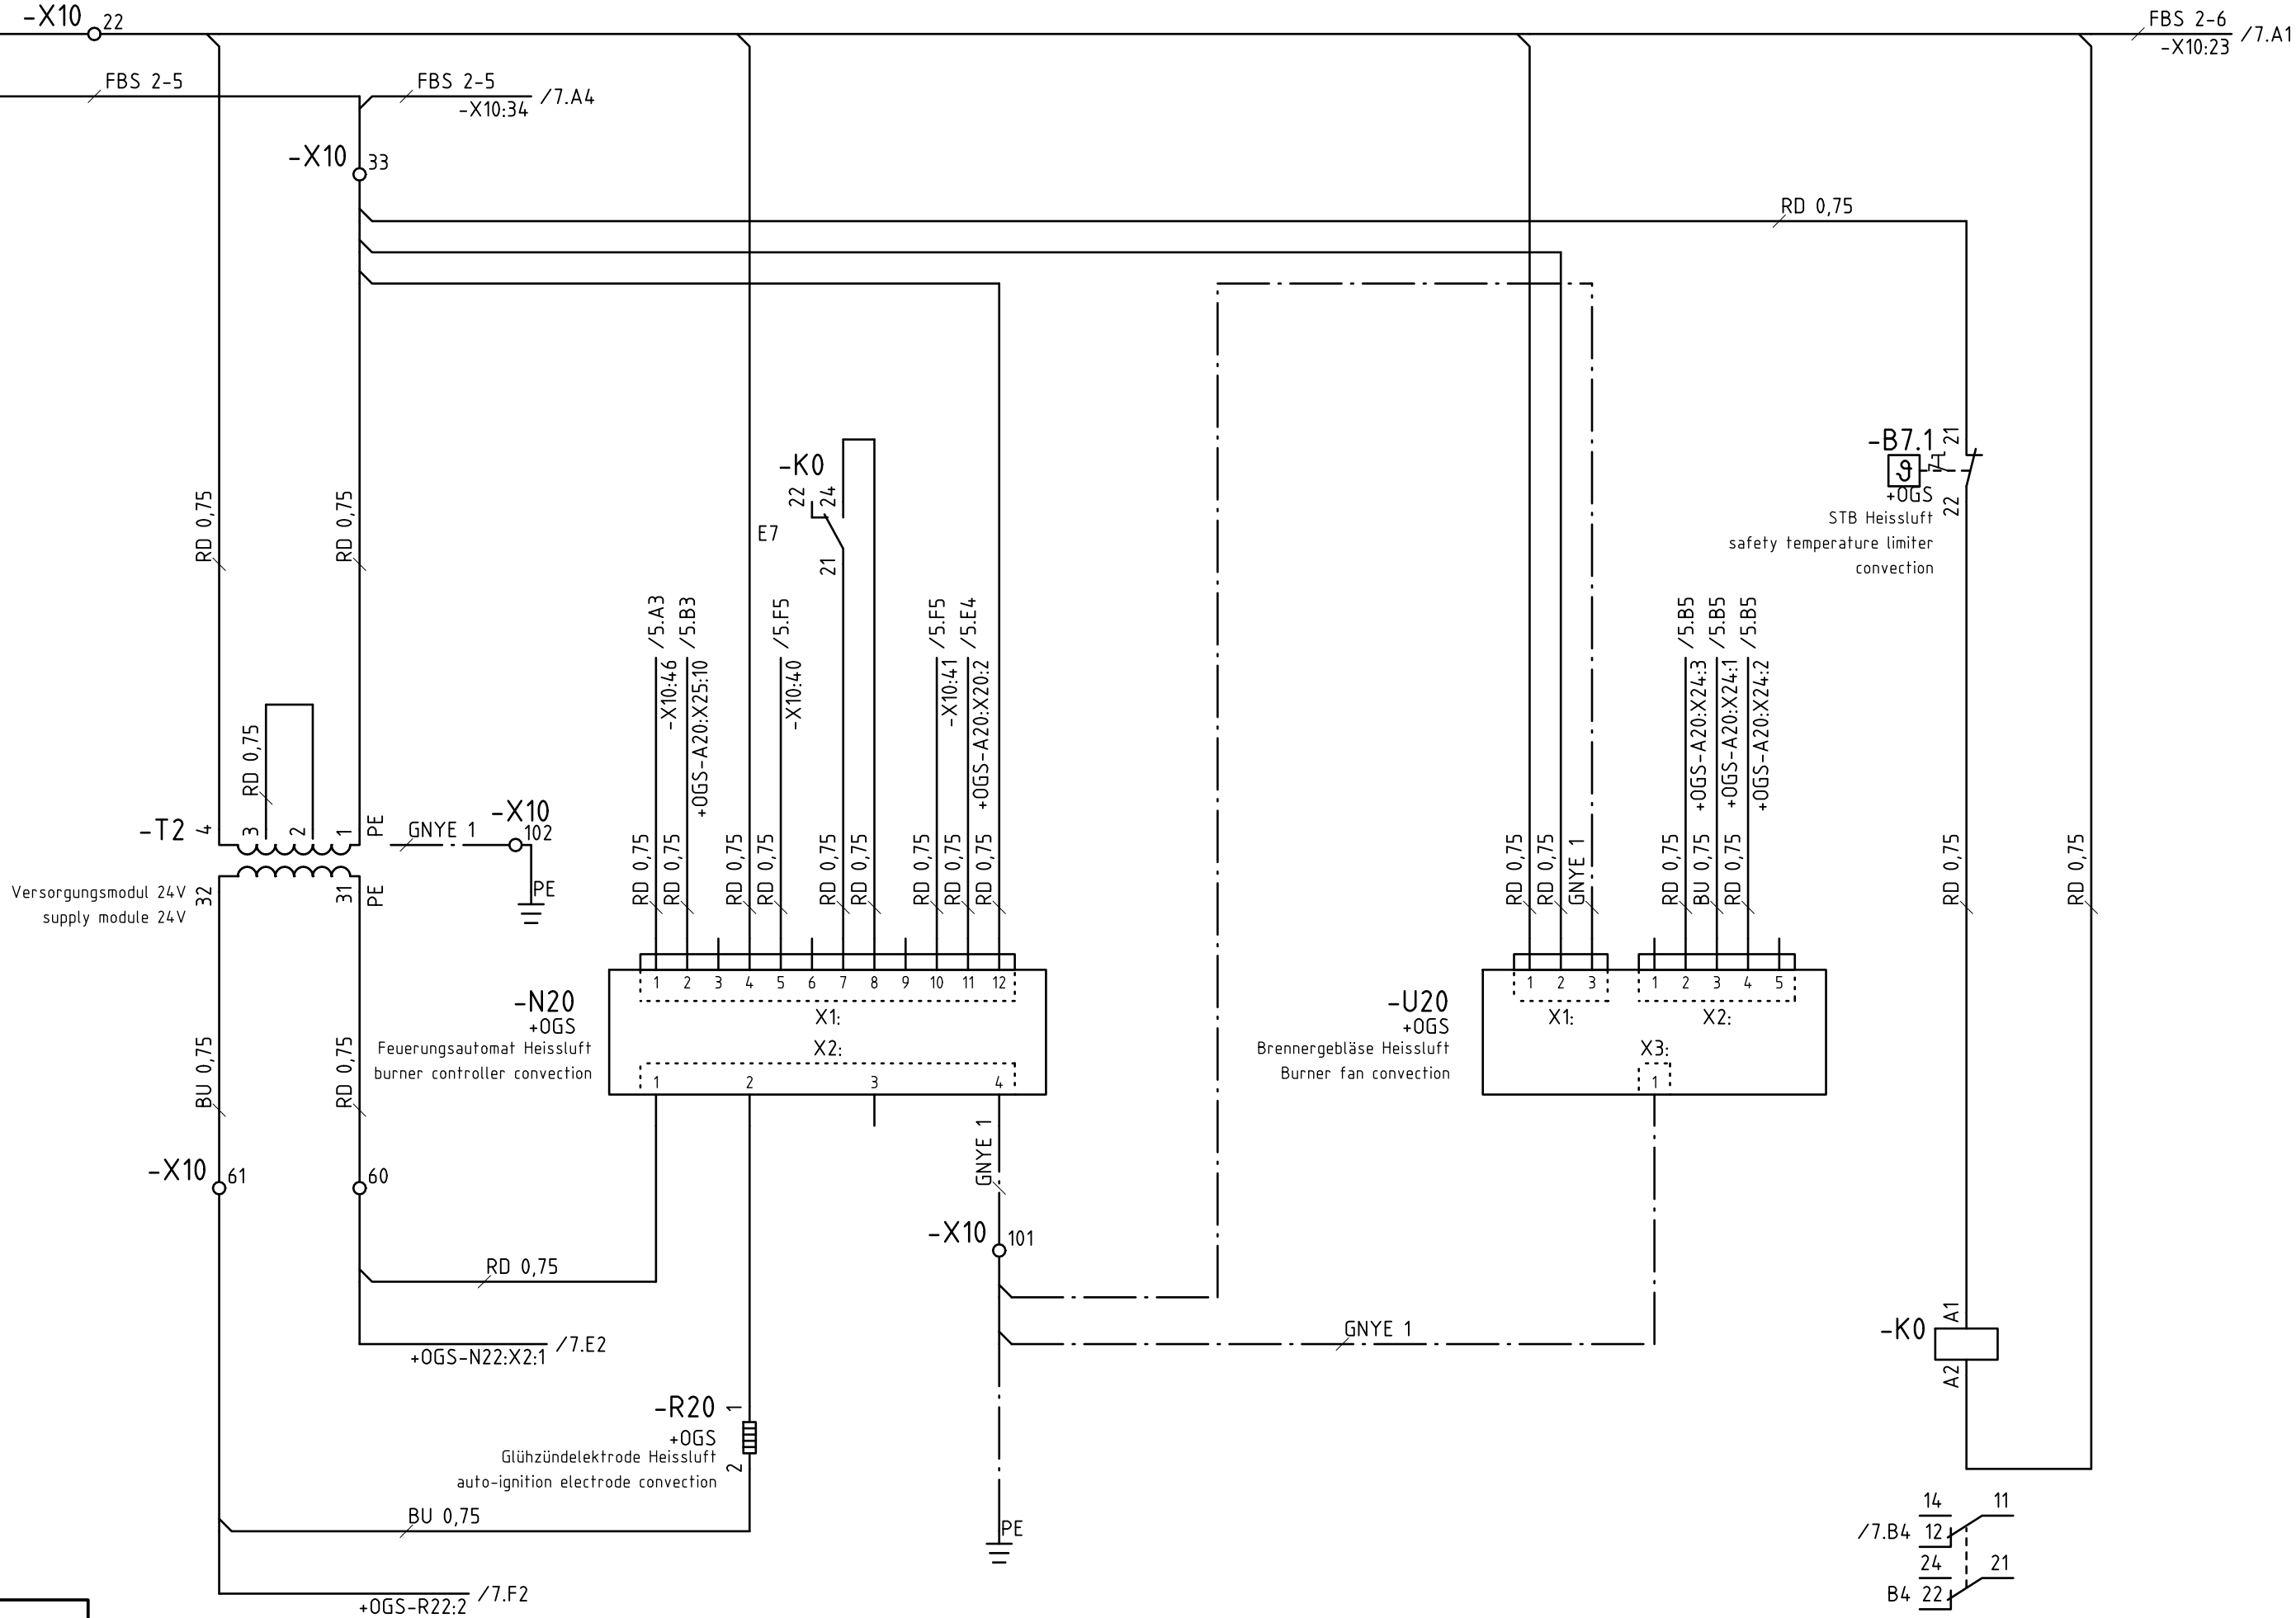 -X10 22
FBS 2-6
-X10:23 /7.A1
FBS 2-5
FBS 2-5
-X10:34 /7.A4
-X10 33
RD 0,75
RD 0,75
RD 0,75
-K0
22
24
E7
21
-B7.1
21
ϑ
+OGS
22
STB Heissluft
safety temperature limiter
convection
/5.A3
-X10:46
/5.B3
+OGS-A20:X25:10
/5.F5
-X10:40
/5.F5
-X10:41
/5.E4
+OGS-A20:X20:2
/5.B5
+OGS-A20:X24:3
/5.B5
+OGS-A20:X24:1
/5.B5
+OGS-A20:X24:2
RD 0,75
-T2
4
3
2
1
PE
GNYE 1
-X10
102
PE
Versorgungsmodul 24V
supply module 24V
32
31
PE
RD 0,75
RD 0,75
RD 0,75
RD 0,75
RD 0,75
RD 0,75
RD 0,75
RD 0,75
RD 0,75
RD 0,75
RD 0,75
GNYE 1
RD 0,75
BU 0,75
RD 0,75
RD 0,75
RD 0,75
-N20
+OGS
Feuerungsautomat Heissluft
burner controller convection
1 2 3 4 5 6 7 8 9 10 11 12
X1:
X2:
1 2 3 4
-U20
+OGS
Brennergebläse Heissluft
Burner fan convection
1 2 3
X1:
1 2 3 4 5
X2:
X3:
1
BU 0,75
RD 0,75
-X10 61
60
GNYE 1
-X10 101
RD 0,75
/7.E2
+OGS-N22:X2:1
GNYE 1
-K0
A1
A2
-R20
1
+OGS
Glühzündelektrode Heissluft
auto-ignition electrode convection
2
BU 0,75
PE
14 11
/7.B4 12
24 21
B4 22
/7.F2
+OGS-R22:2